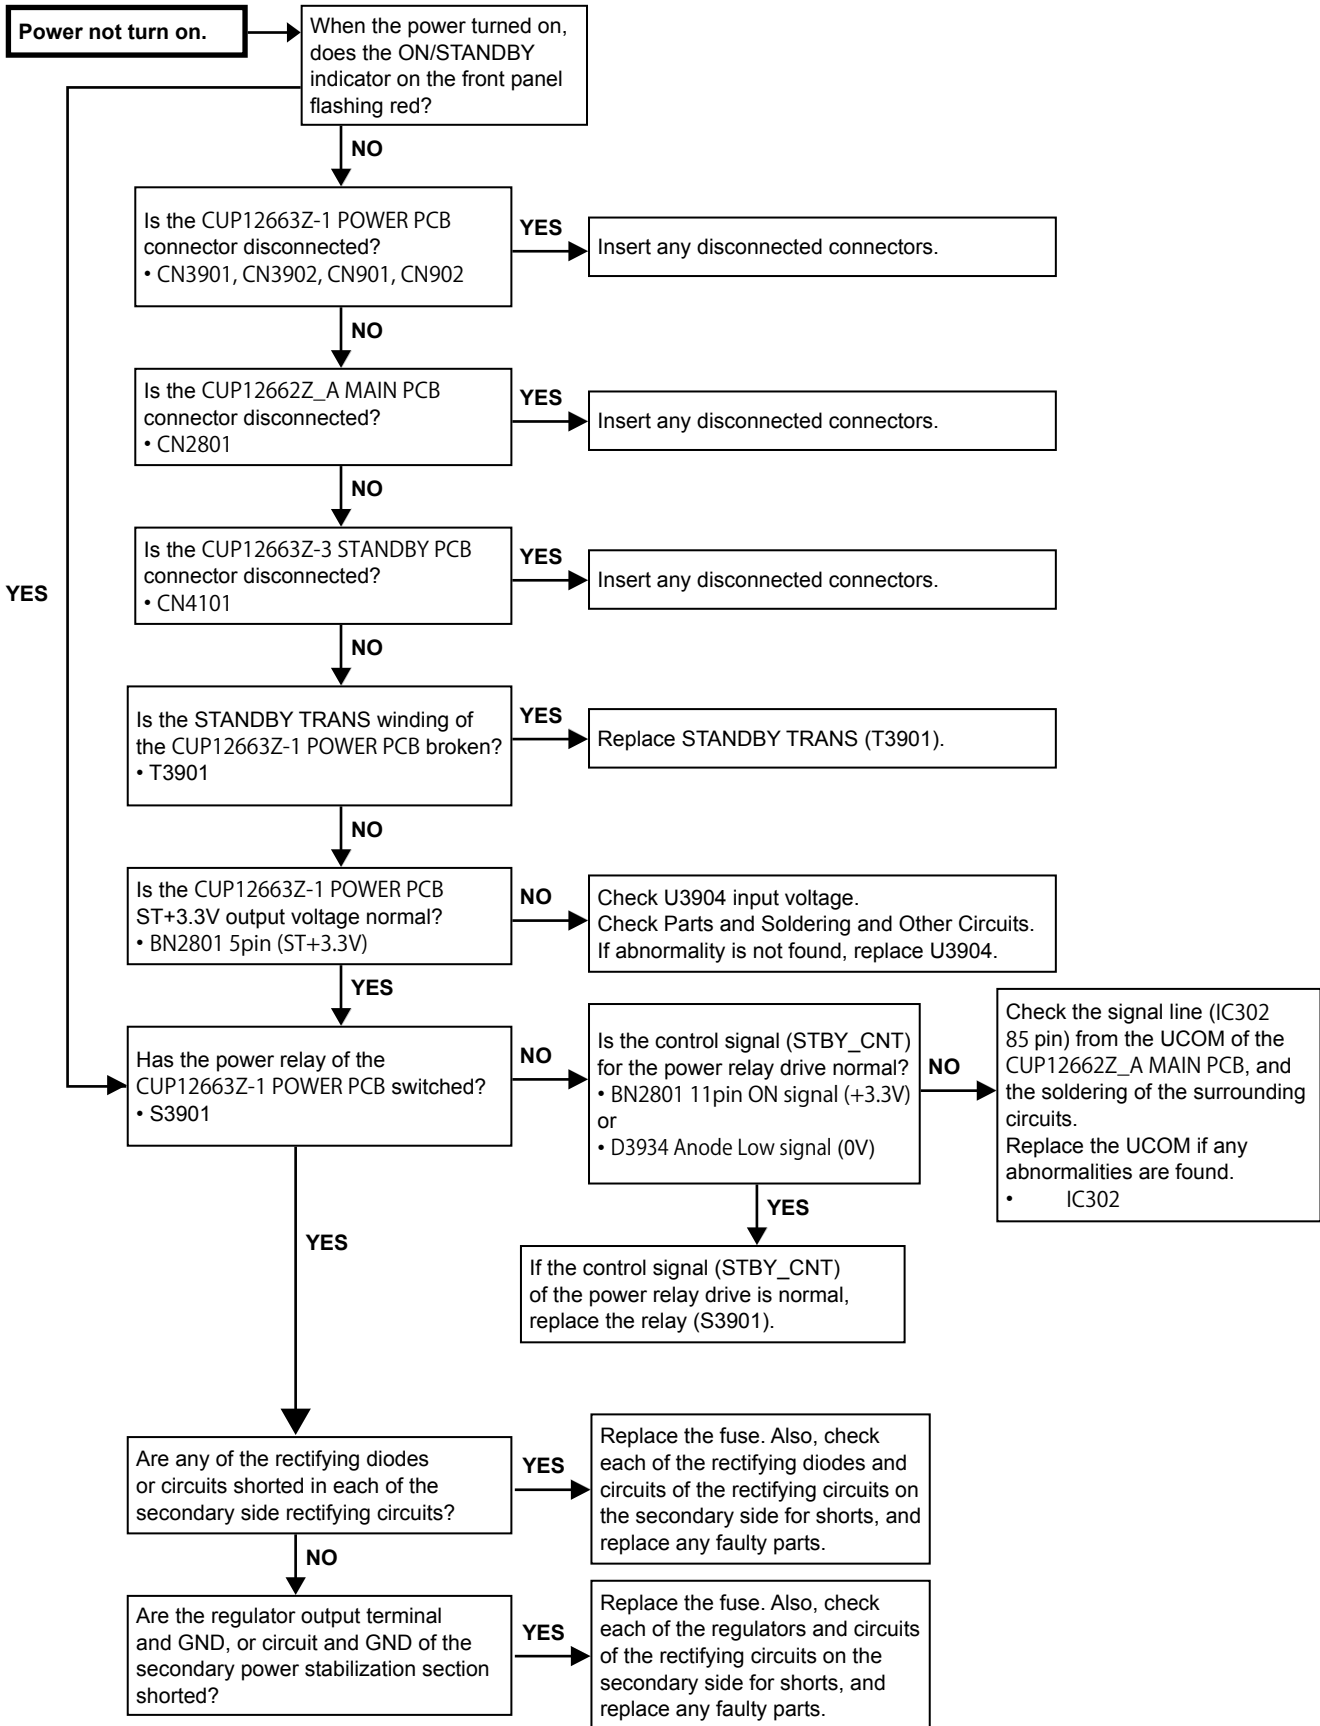 Power not turn on.
When the power turned on,
does the ON/STANDBY
indicator on the front panel
flashing red?
NO
Is the CUP12663Z-1 POWER PCB
connector disconnected?
• CN3901, CN3902, CN901, CN902
YES
Insert any disconnected connectors.
NO
Is the CUP12662Z_A MAIN PCB
connector disconnected?
• CN2801
YES
Insert any disconnected connectors.
NO
Is the CUP12663Z-3 STANDBY PCB
connector disconnected?
• CN4101
YES
Insert any disconnected connectors.
YES
NO
Is the STANDBY TRANS winding of
the CUP12663Z-1 POWER PCB broken?
• T3901
YES
Replace STANDBY TRANS (T3901).
NO
Is the CUP12663Z-1 POWER PCB
ST+3.3V output voltage normal?
• BN2801 5pin (ST+3.3V)
NO
Check U3904 input voltage.
Check Parts and Soldering and Other Circuits.
If abnormality is not found, replace U3904.
YES
Has the power relay of the
CUP12663Z-1 POWER PCB switched?
• S3901
NO
Is the control signal (STBY_CNT)
for the power relay drive normal?
• BN2801 11pin ON signal (+3.3V)
or
• D3934 Anode Low signal (0V)
NO
Check the signal line (IC302
85 pin) from the UCOM of the
CUP12662Z_A MAIN PCB, and
the soldering of the surrounding
circuits.
Replace the UCOM if any
abnormalities are found.
• IC302
YES
If the control signal (STBY_CNT)
of the power relay drive is normal,
replace the relay (S3901).
YES
Are any of the rectifying diodes
or circuits shorted in each of the
secondary side rectifying circuits?
YES
Replace the fuse. Also, check
each of the rectifying diodes and
circuits of the rectifying circuits on
the secondary side for shorts, and
replace any faulty parts.
NO
Are the regulator output terminal
and GND, or circuit and GND of the
secondary power stabilization section
shorted?
YES
Replace the fuse. Also, check
each of the regulators and circuits
of the rectifying circuits on the
secondary side for shorts, and
replace any faulty parts.